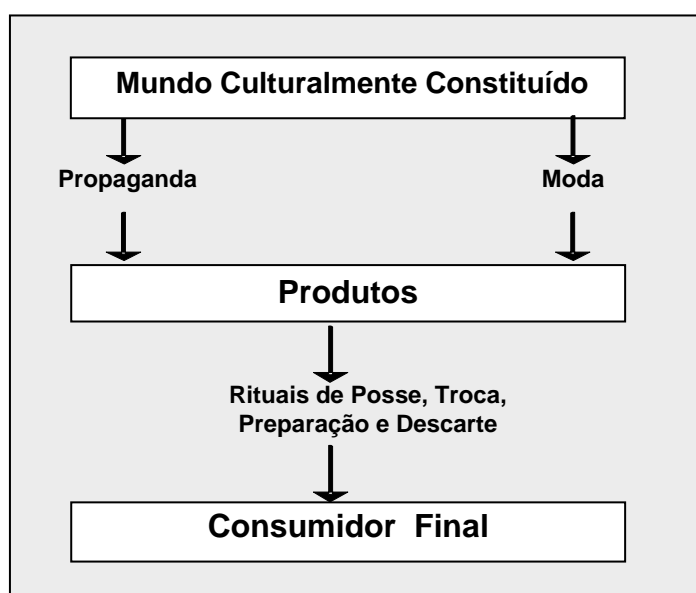 Mundo Culturalmente Constituído
Propaganda
Moda
Produtos
Rituais de Posse, Troca,
Preparação e Descarte
Consumidor Final